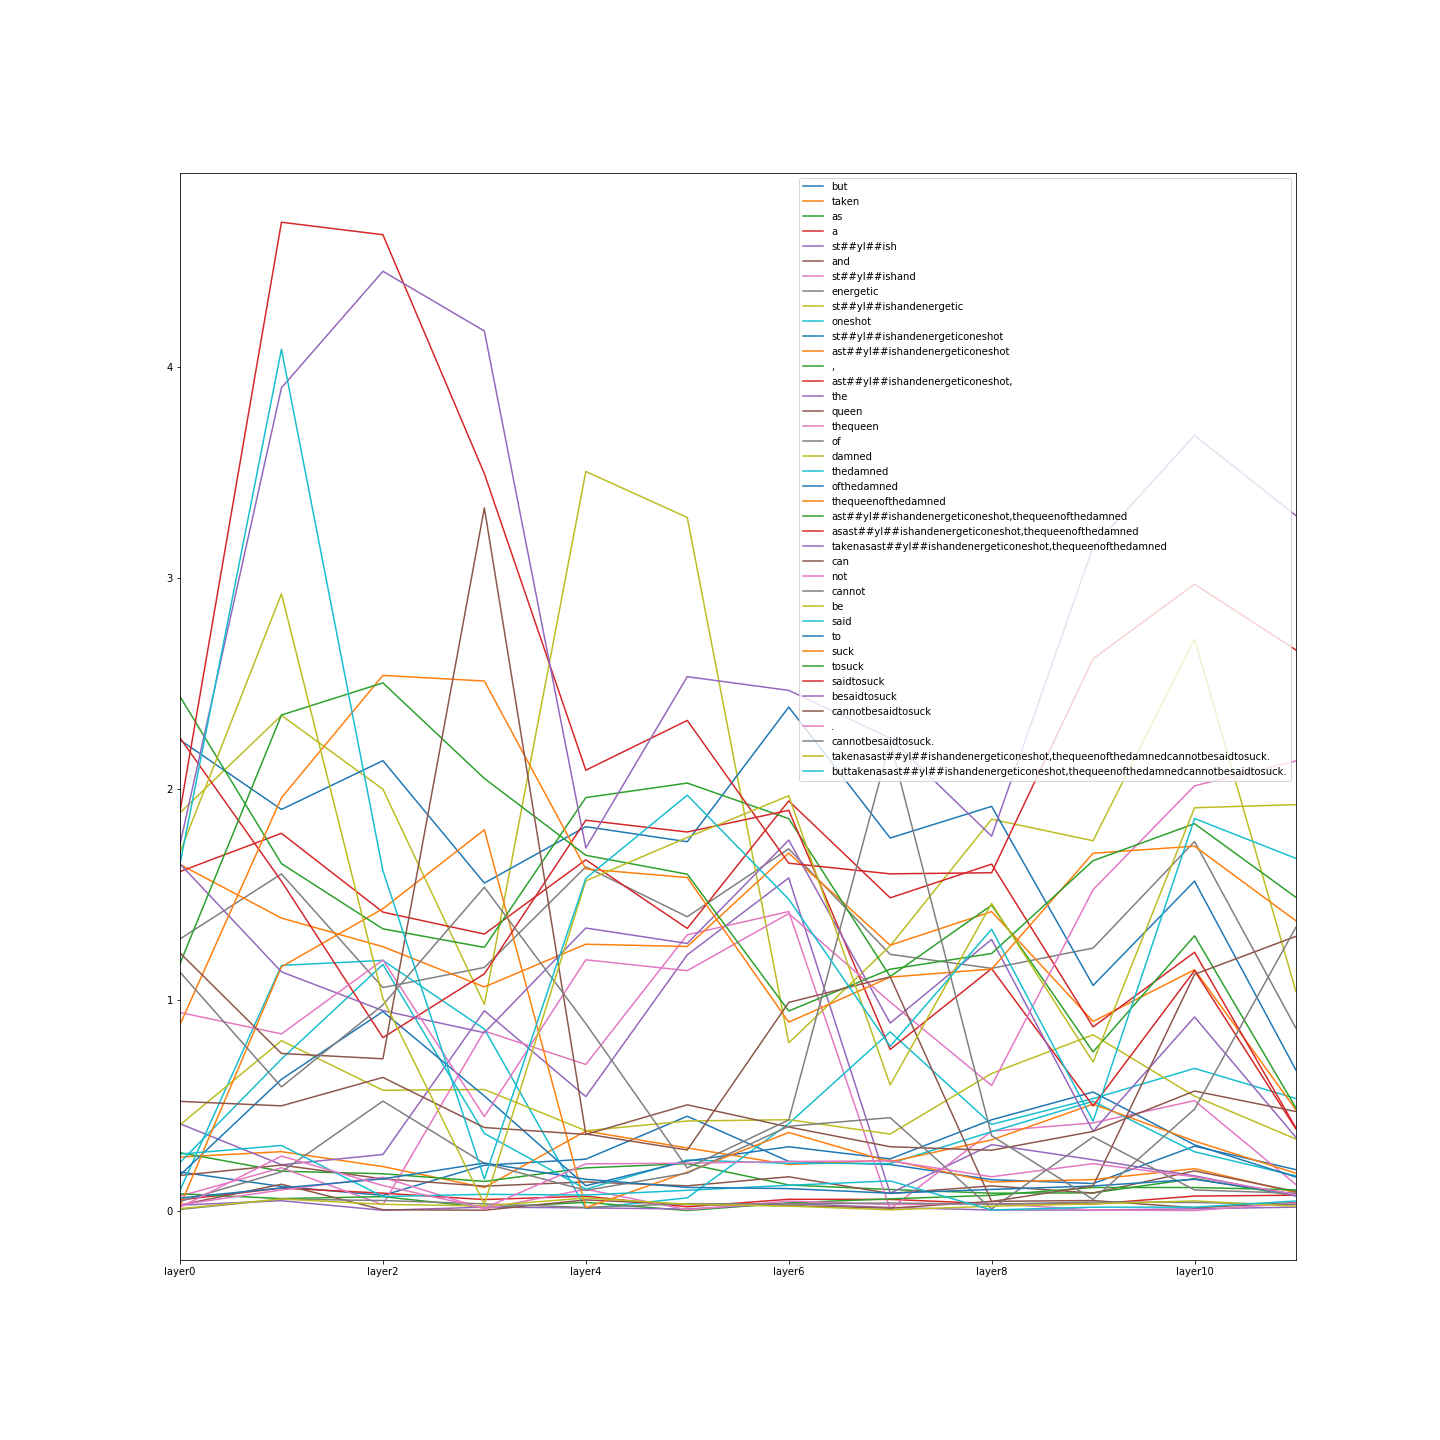 but
taken
as
a
st##yl##ish
and
st##yl##ishand
energetic
st##yl##ishandenergetic
oneshot
st##yl##ishandenergeticoneshot
ast##yl##ishandenergeticoneshot
,
ast##yl##ishandenergeticoneshot,
the
queen
thequeen
of
damned
thedamned
ofthedamned
thequeenofthedamned
ast##yl##ishandenergeticoneshot,thequeenofthedamned
asast##yl##ishandenergeticoneshot,thequeenofthedamned
takenasast##yl##ishandenergeticoneshot,thequeenofthedamned
can
not
cannot
be
said
to
suck
tosuck
saidtosuck
besaidtosuck
cannotbesaidtosuck
.
cannotbesaidtosuck.
takenasast##yl##ishandenergeticoneshot,thequeenofthedamnedcannotbesaidtosuck.
buttakenasast##yl##ishandenergeticoneshot,thequeenofthedamnedcannotbesaidtosuck.
4
3
2
1
0
layer0 layer2 layer4 layer6 layer8 layer10